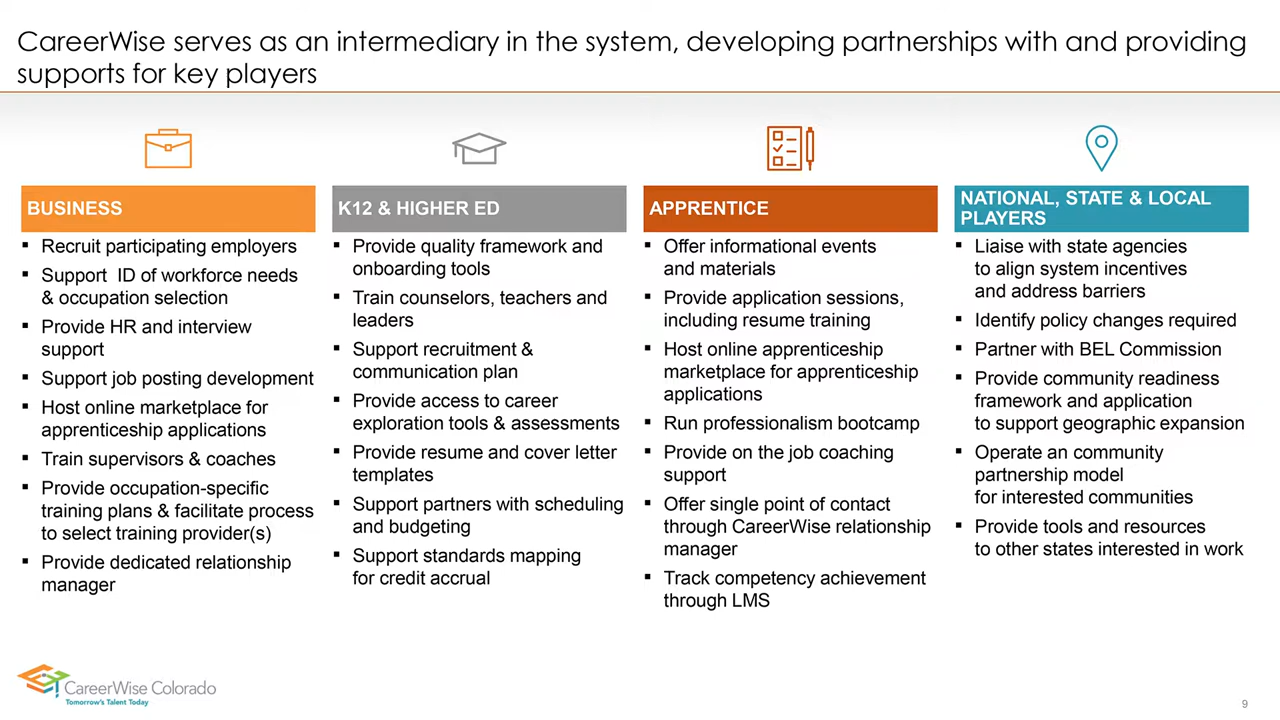 CareerWise serves as an intermediary in the system, developing partnerships with and providing
supports for key players
BUSINESS
▪ Recruit participating employers
▪ Support ID of workforce needs
& occupation selection
▪ Provide HR and interview
support
▪ Support job posting development
▪ Host online marketplace for
apprenticeship applications
▪ Train supervisors & coaches
▪ Provide occupation-specific
training plans & facilitate process
to select training provider(s)
▪ Provide dedicated relationship
manager
K12 & HIGHER ED
▪ Provide quality framework and
onboarding tools
▪ Train counselors, teachers and
leaders
▪ Support recruitment &
communication plan
▪ Provide access to career
exploration tools & assessments
▪ Provide resume and cover letter
templates
▪ Support partners with scheduling
and budgeting
▪ Support standards mapping
for credit accrual
APPRENTICE
▪ Offer informational events
and materials
▪ Provide application sessions,
including resume training
▪ Host online apprenticeship
marketplace for apprenticeship
applications
▪ Run professionalism bootcamp
▪ Provide on the job coaching
support
▪ Offer single point of contact
through CareerWise relationship
manager
▪ Track competency achievement
through LMS
NATIONAL, STATE & LOCAL
PLAYERS
▪ Liaise with state agencies
to align system incentives
and address barriers
▪ Identify policy changes required
▪ Partner with BEL Commission
▪ Provide community readiness
framework and application
to support geographic expansion
▪ Operate an community
partnership model
for interested communities
▪ Provide tools and resources
to other states interested in work
CareerWise Colorado
Tomorrow's Talent Today
9